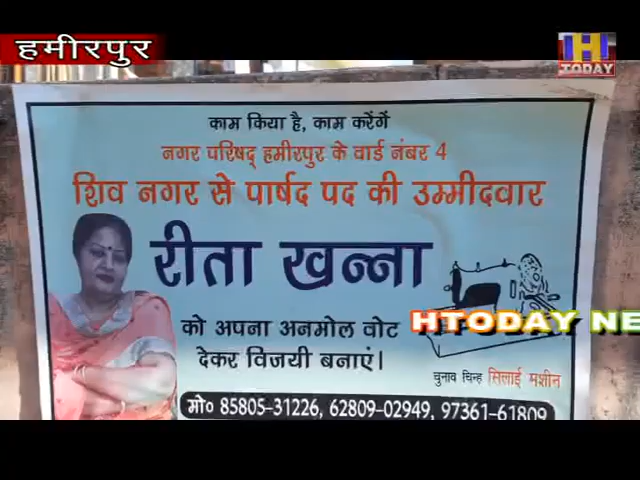 हमीरपुर
H
TODAY
काम किया है, काम करेंगें
नगर परिषद् हमीरपुर के वार्ड नंबर 4
शिव नगर से पार्षद पद की उम्मीदवार
रीता खन्ना
को अपना अनमोल वोट
HTODAY NE
देकर विजयी बनाएं।
चुनाव चिन्ह सिलाई मशीन
मो० 85805-31226, 62809-02949, 97361-61809